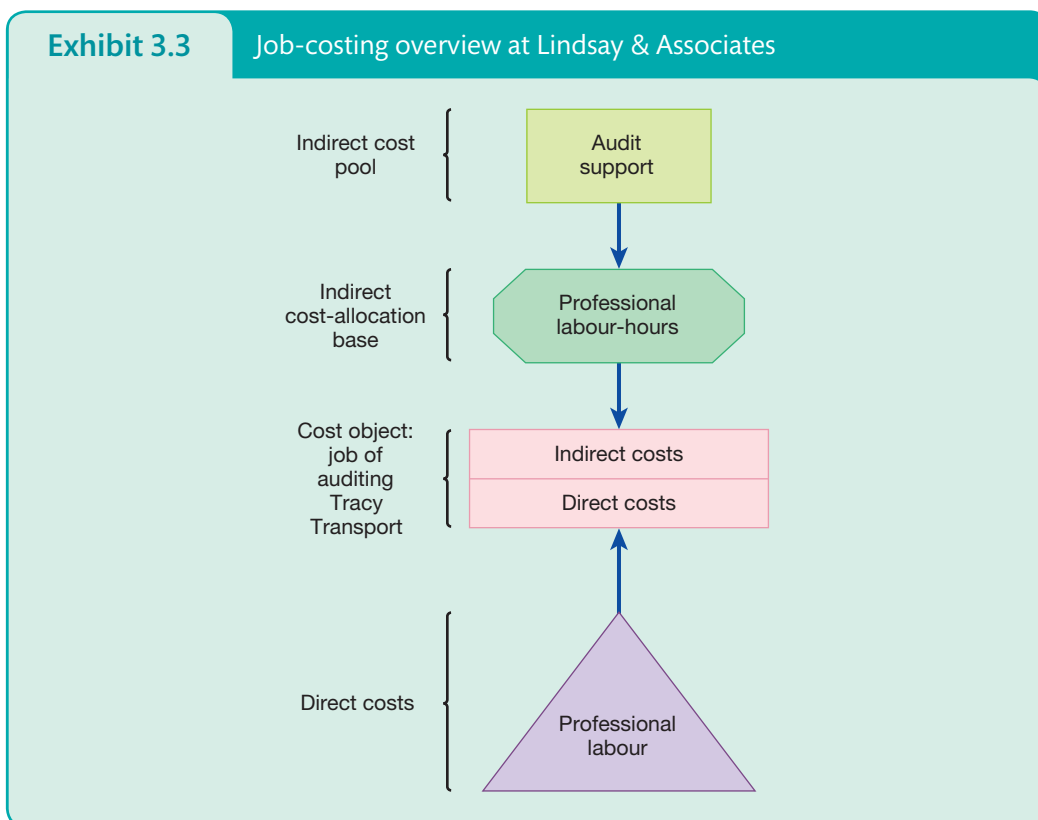 Exhibit 3.3
Job-costing overview at Lindsay & Associates
Indirect cost
pool
Audit
support
Indirect
cost-allocation
base
Professional
labour-hours
Cost object:
job of
auditing
Tracy
Transport
Indirect costs
Direct costs
Direct costs
Professional
labour